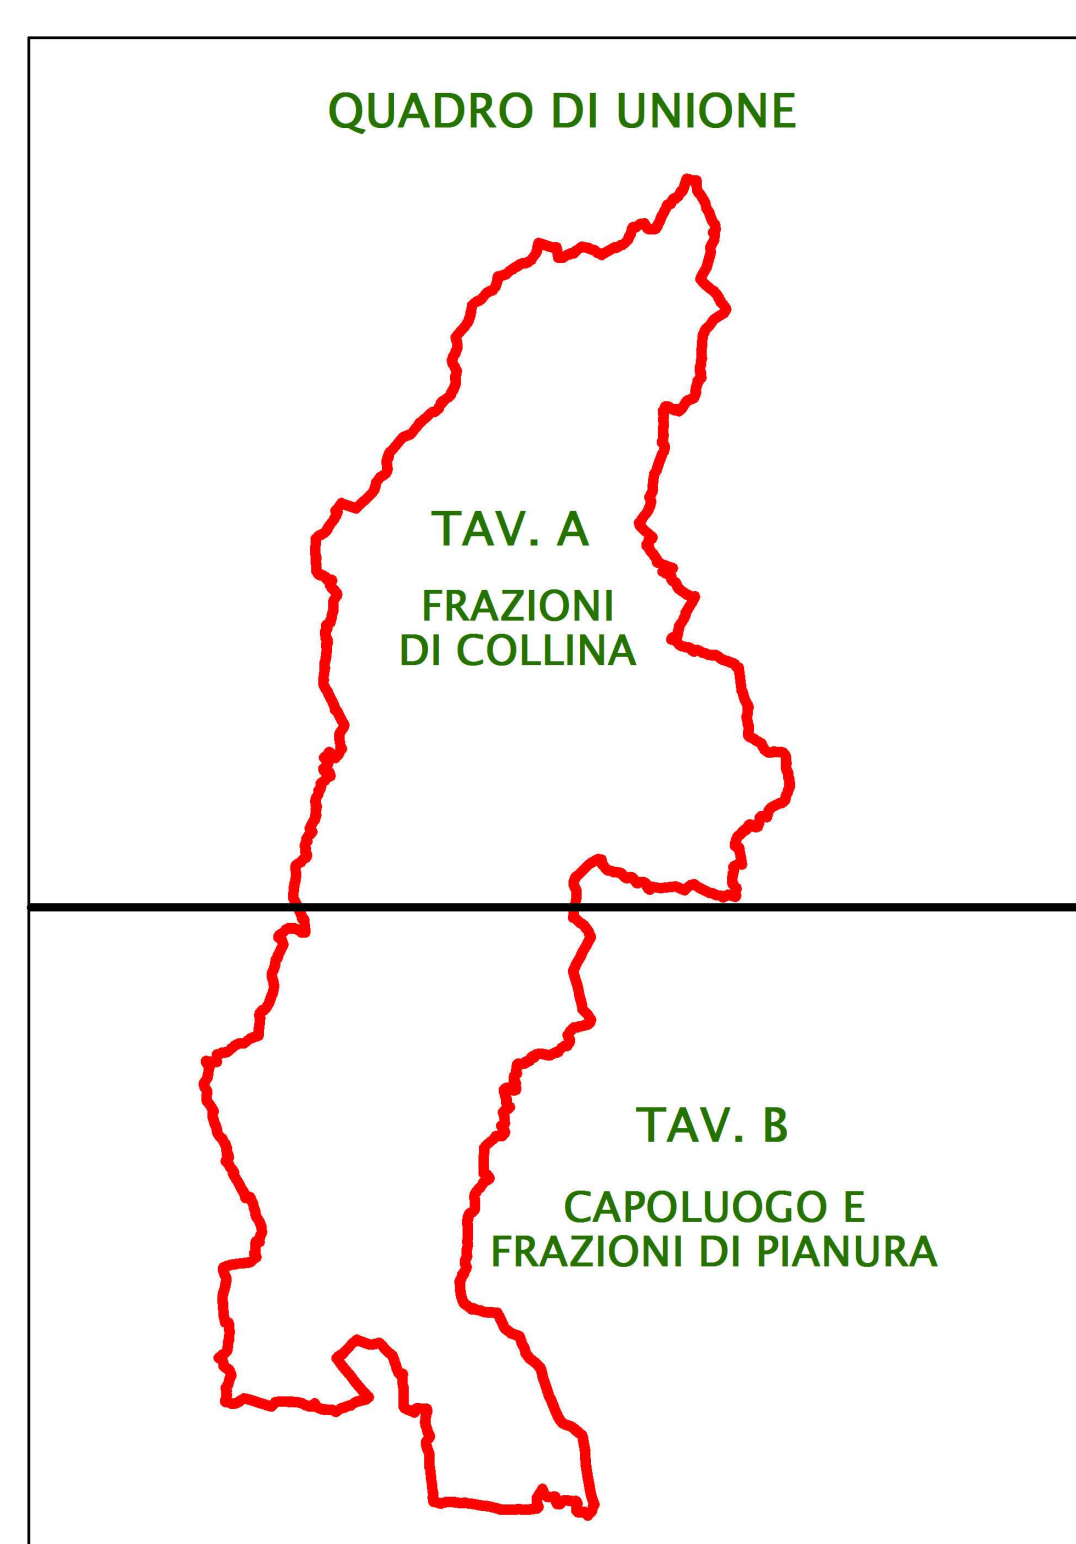 QUADRO DI UNIONE
TAV. A
FRAZIONI
DI COLLINA
TAV. B
CAPOLUOGO E
FRAZIONI DI PIANURA